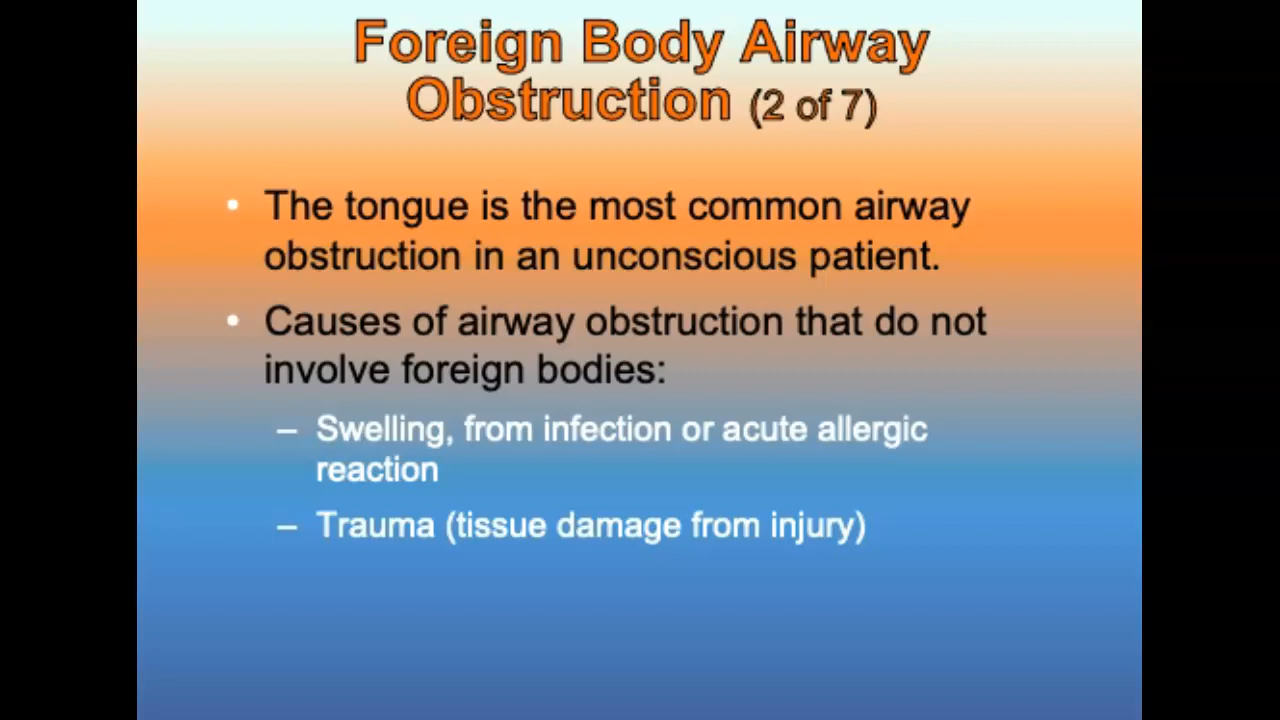 Foreign Body Airway
Obstruction (2 of 7)
• The tongue is the most common airway
obstruction in an unconscious patient.
• Causes of airway obstruction that do not
involve foreign bodies:
– Swelling, from infection or acute allergic
reaction
– Trauma (tissue damage from injury)